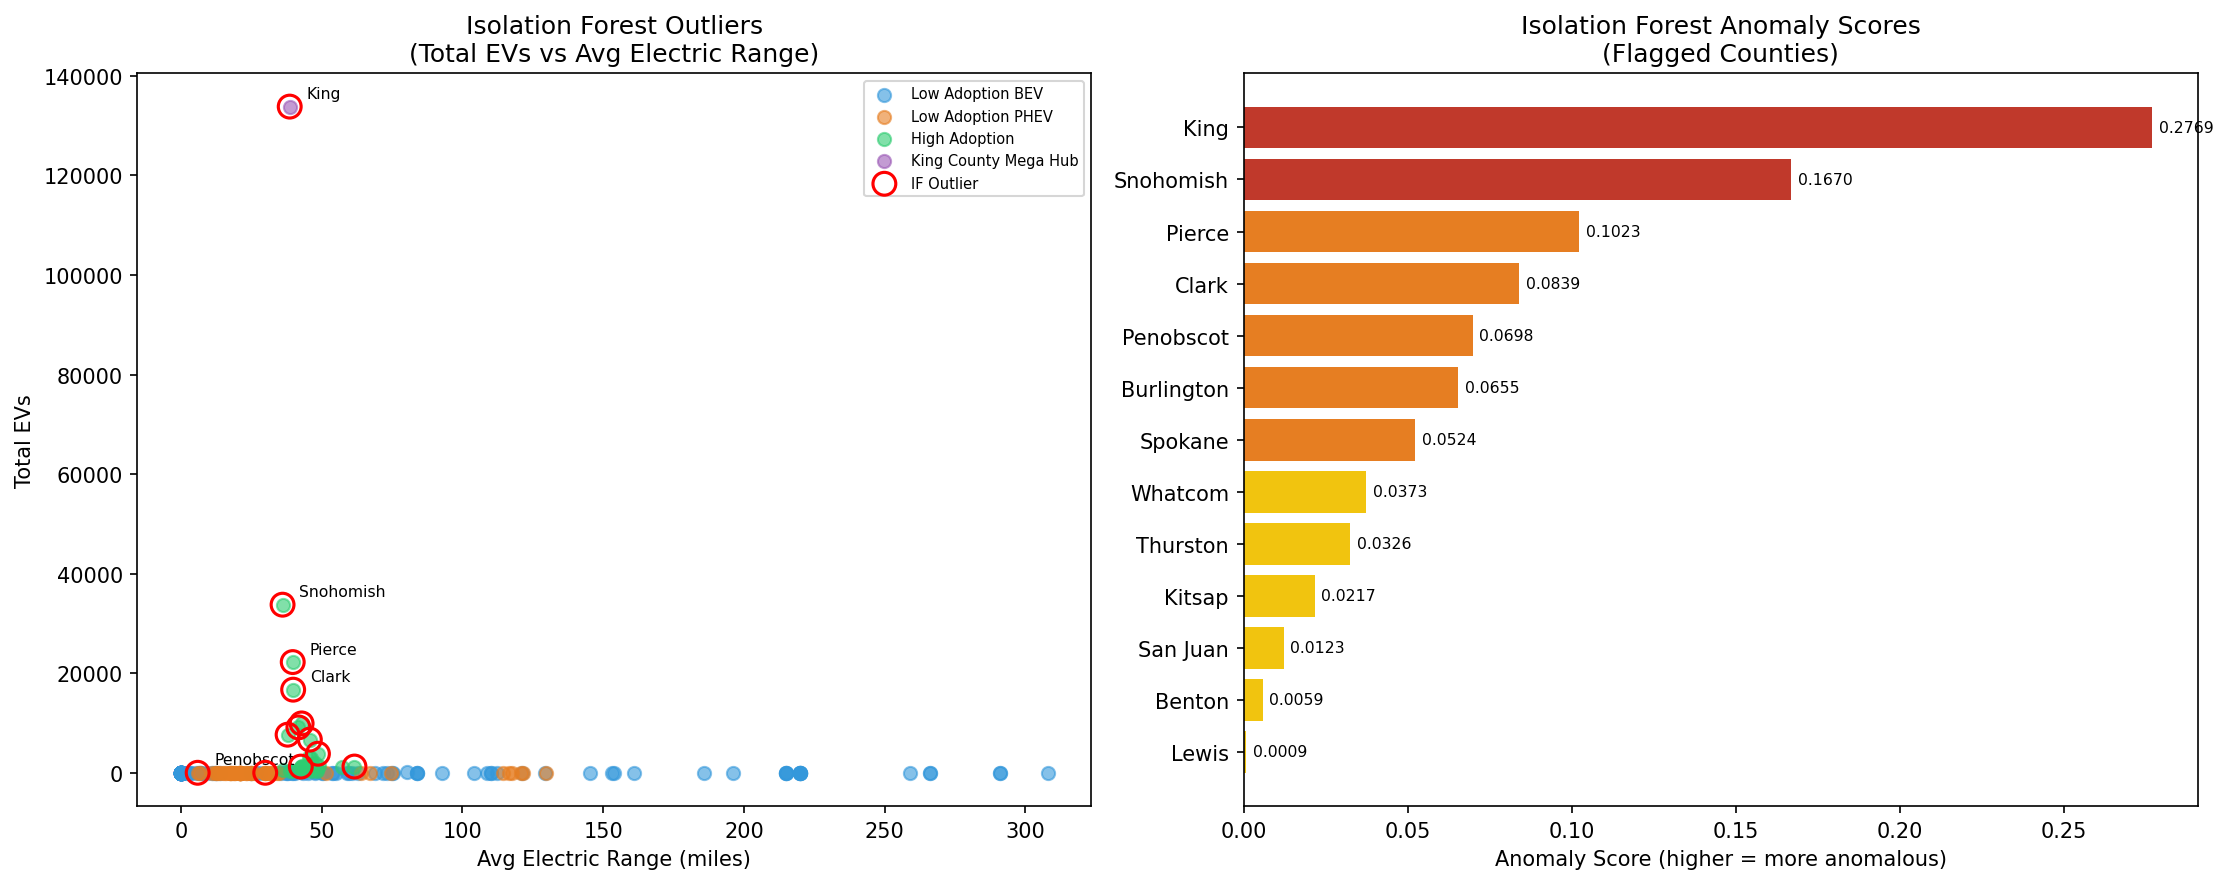 Isolation Forest Outliers
(Total EVs vs Avg Electric Range)
140000
120000
100000
80000
60000
40000
20000
0
Total EVs
King
Snohomish
Pierce
Clark
Penobscot
Low Adoption BEV
Low Adoption PHEV
High Adoption
King County Mega Hub
IF Outlier
0 50 100 150 200 250 300
Avg Electric Range (miles)
Isolation Forest Anomaly Scores
(Flagged Counties)
King 0.2769
Snohomish 0.1670
Pierce 0.1023
Clark 0.0839
Penobscot 0.0698
Burlington 0.0655
Spokane 0.0524
Whatcom 0.0373
Thurston 0.0326
Kitsap 0.0217
San Juan 0.0123
Benton 0.0059
Lewis 0.0009
0.00 0.05 0.10 0.15 0.20 0.25
Anomaly Score (higher = more anomalous)